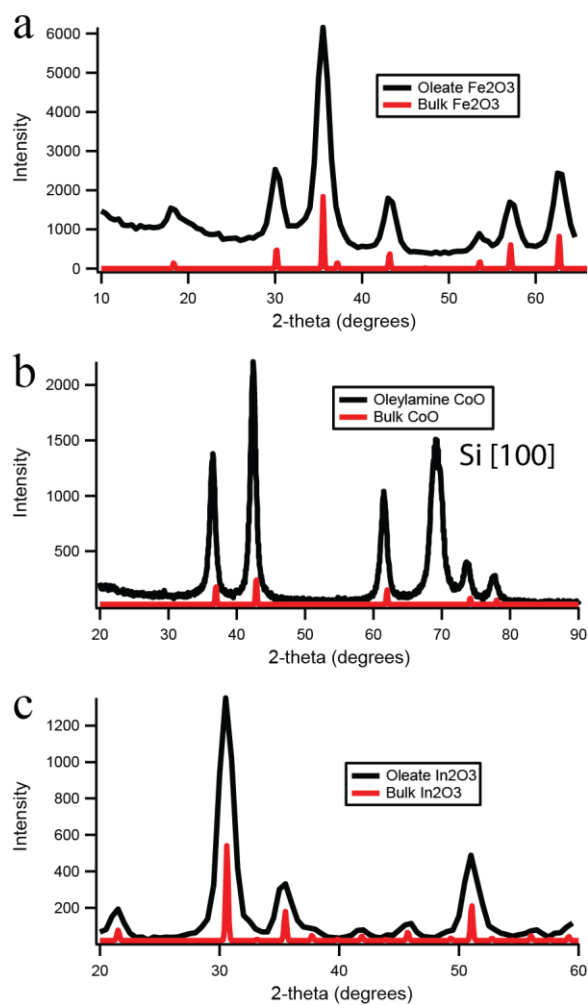 a
6000
5000
4000
3000
2000
1000
0
Intensity
Oleate Fe2O3
Bulk Fe2O3
10 20 30 40 50 60
2-theta (degrees)
b
2000
1500
1000
500
Intensity
Oleylamine CoO
Bulk CoO
Si [100]
20 30 40 50 60 70 80 90
2-theta (degrees)
c
1200
1000
800
600
400
200
Intensity
Oleate In2O3
Bulk In2O3
20 30 40 50 60
2-theta (degrees)